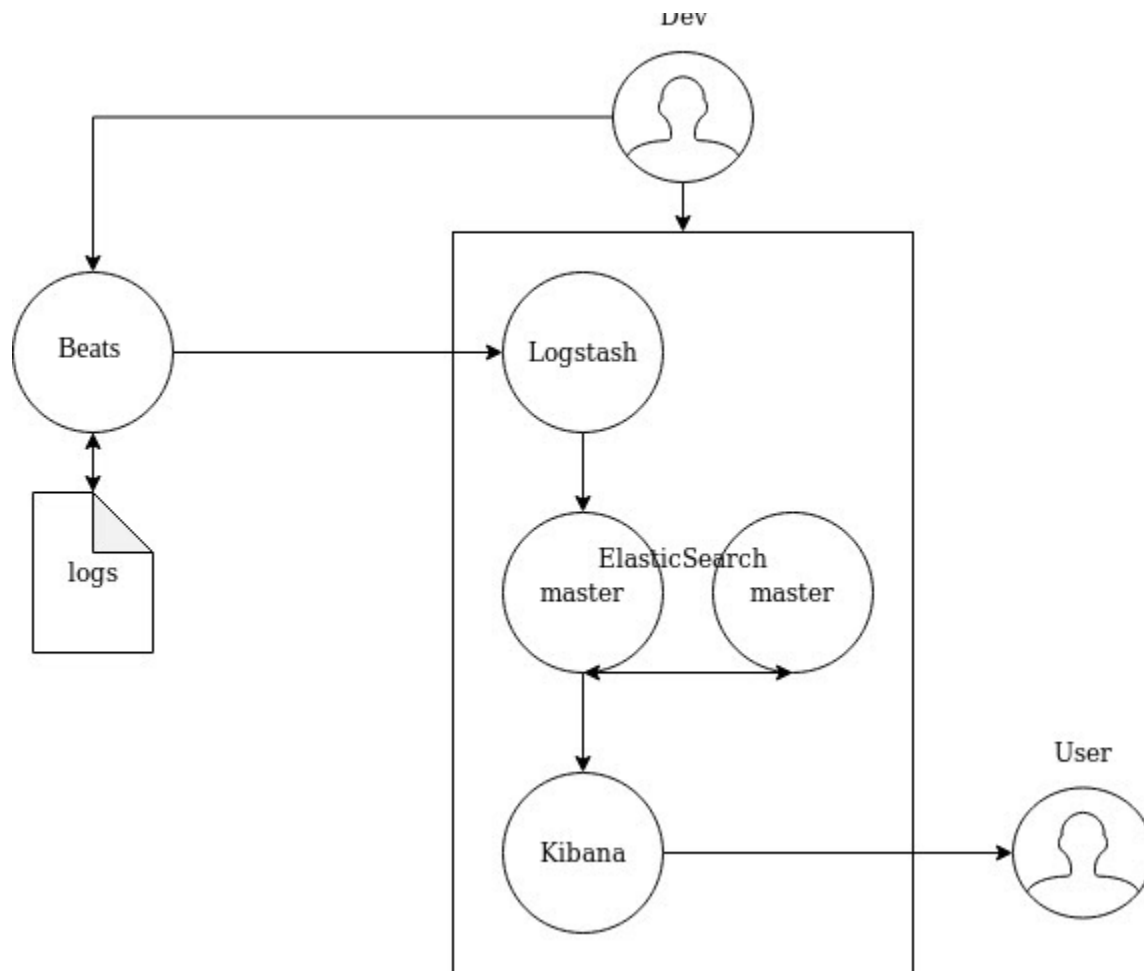 Dev
Beats
Logstash
logs
ElasticSearch
master
master
User
Kibana